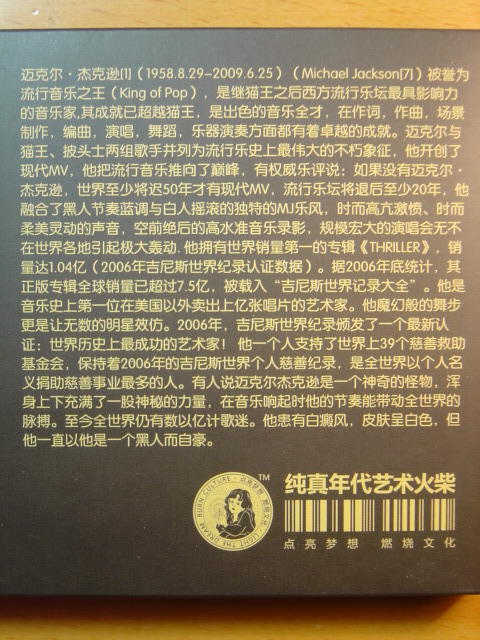 迈克尔·杰克逊[1]（1958.8.29-2009.6.25）（Michael Jackson[7]）被誉为
流行音乐之王（King of Pop），是继猫王之后西方流行乐坛最具影响力
的音乐家,其成就已超越猫王，是出色的音乐全才，在作词，作曲，场景
制作，编曲，演唱，舞蹈，乐器演奏方面都有着卓越的成就。迈克尔与
猫王、披头士两组歌手并列为流行乐史上最伟大的不朽象征，他开创了
现代MV，他把流行音乐推向了巅峰，有权威乐评说：如果没有迈克尔·
杰克逊，世界至少将迟50年才有现代MV，流行乐坛将退后至少20年，他
融合了黑人节奏蓝调与白人摇滚的独特的MJ乐风，时而高亢激愤、时而
柔美灵动的声音，空前绝后的高水准音乐录影，规模宏大的演唱会无不
在世界各地引起极大轰动.他拥有世界销量第一的专辑《THRILLER》，销
量达1.04亿（2006年吉尼斯世界纪录认证数据）。据2006年底统计，其
正版专辑全球销量已超过7.5亿，被载入“吉尼斯世界记录大全”。他是
音乐史上第一位在美国以外卖出上亿张唱片的艺术家。他魔幻般的舞步
更是让无数的明星效仿。2006年，吉尼斯世界纪录颁发了一个最新认
证：世界历史上最成功的艺术家！他一个人支持了世界上39个慈善救助
基金会，保持着2006年的吉尼斯世界个人慈善纪录，是全世界以个人名
义捐助慈善事业最多的人。有人说迈克尔杰克逊是一个神奇的怪物，浑
身上下充满了一股神秘的力量，在音乐响起时他的节奏能带动全世界的
脉搏。至今全世界仍有数以亿计歌迷。他患有白癜风，皮肤呈白色，但
他一直以他是一个黑人而自豪。
BURN CULTURE·点亮梦想 燃烧文化·LIGHT THE DREAM
TM
纯真年代艺术火柴
点亮梦想 燃烧文化